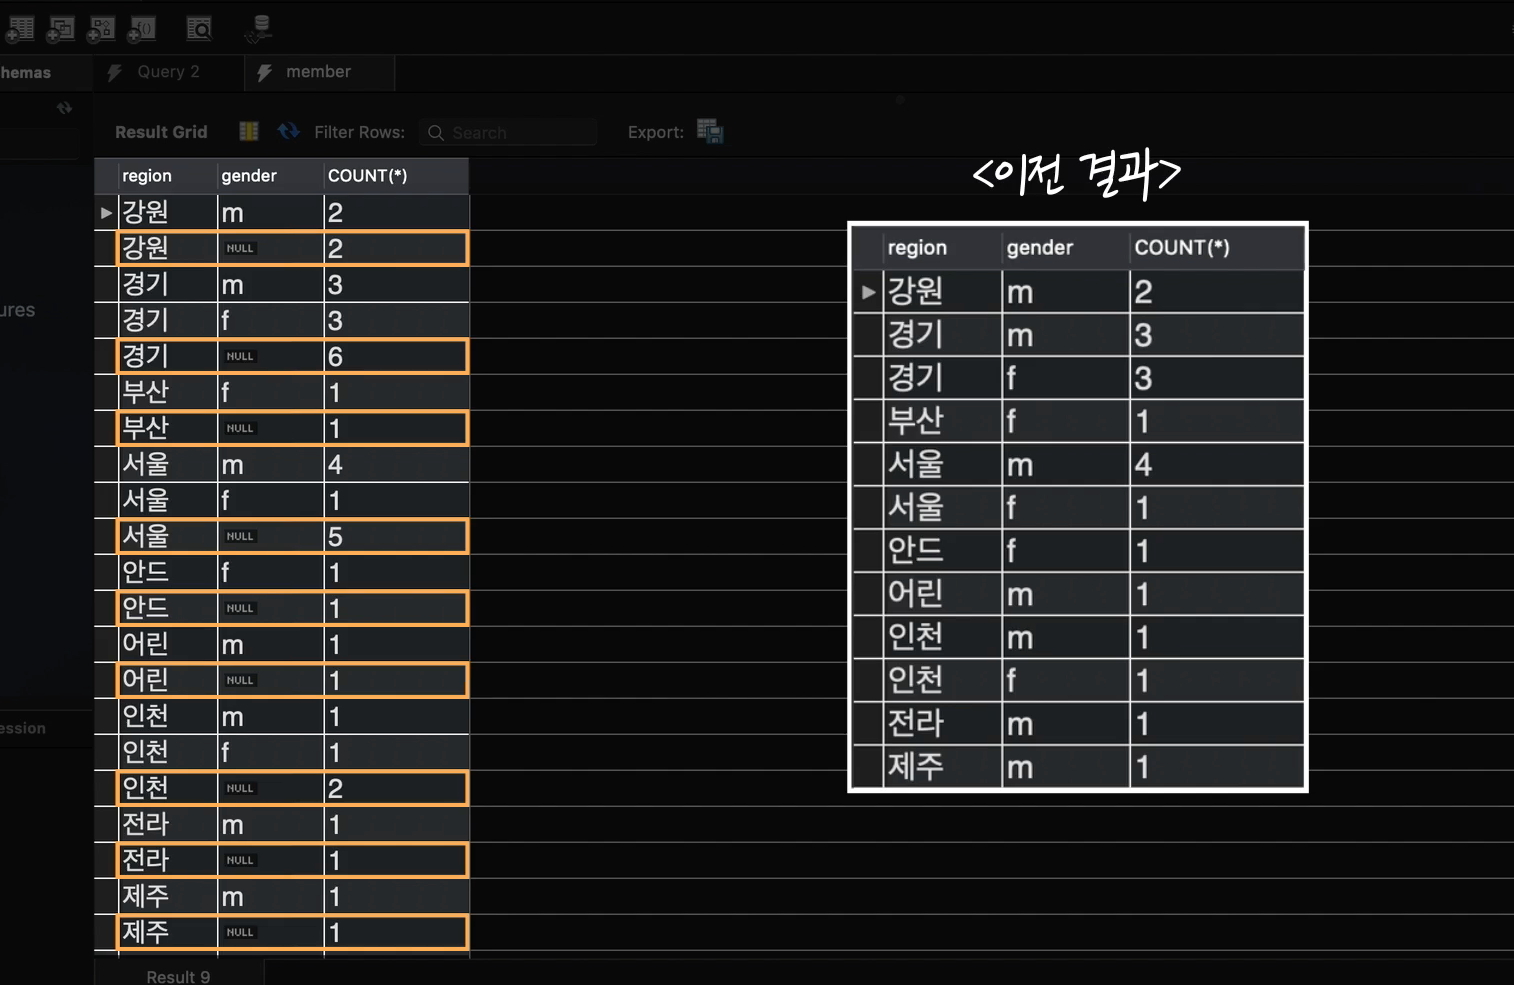 hemas
Query 2
member
Result Grid
Filter Rows:
Search
Export:
region gender COUNT(*)
강원 m 2
강원 NULL 2
경기 m 3
경기 f 3
경기 NULL 6
부산 f 1
부산 NULL 1
서울 m 4
서울 f 1
서울 NULL 5
안드 f 1
안드 NULL 1
어린 m 1
어린 NULL 1
인천 m 1
인천 f 1
인천 NULL 2
전라 m 1
전라 NULL 1
제주 m 1
제주 NULL 1
<이전 결과>
region gender COUNT(*)
강원 m 2
경기 m 3
경기 f 3
부산 f 1
서울 m 4
서울 f 1
안드 f 1
어린 m 1
인천 m 1
인천 f 1
전라 m 1
제주 m 1
ures
ession
Result 9